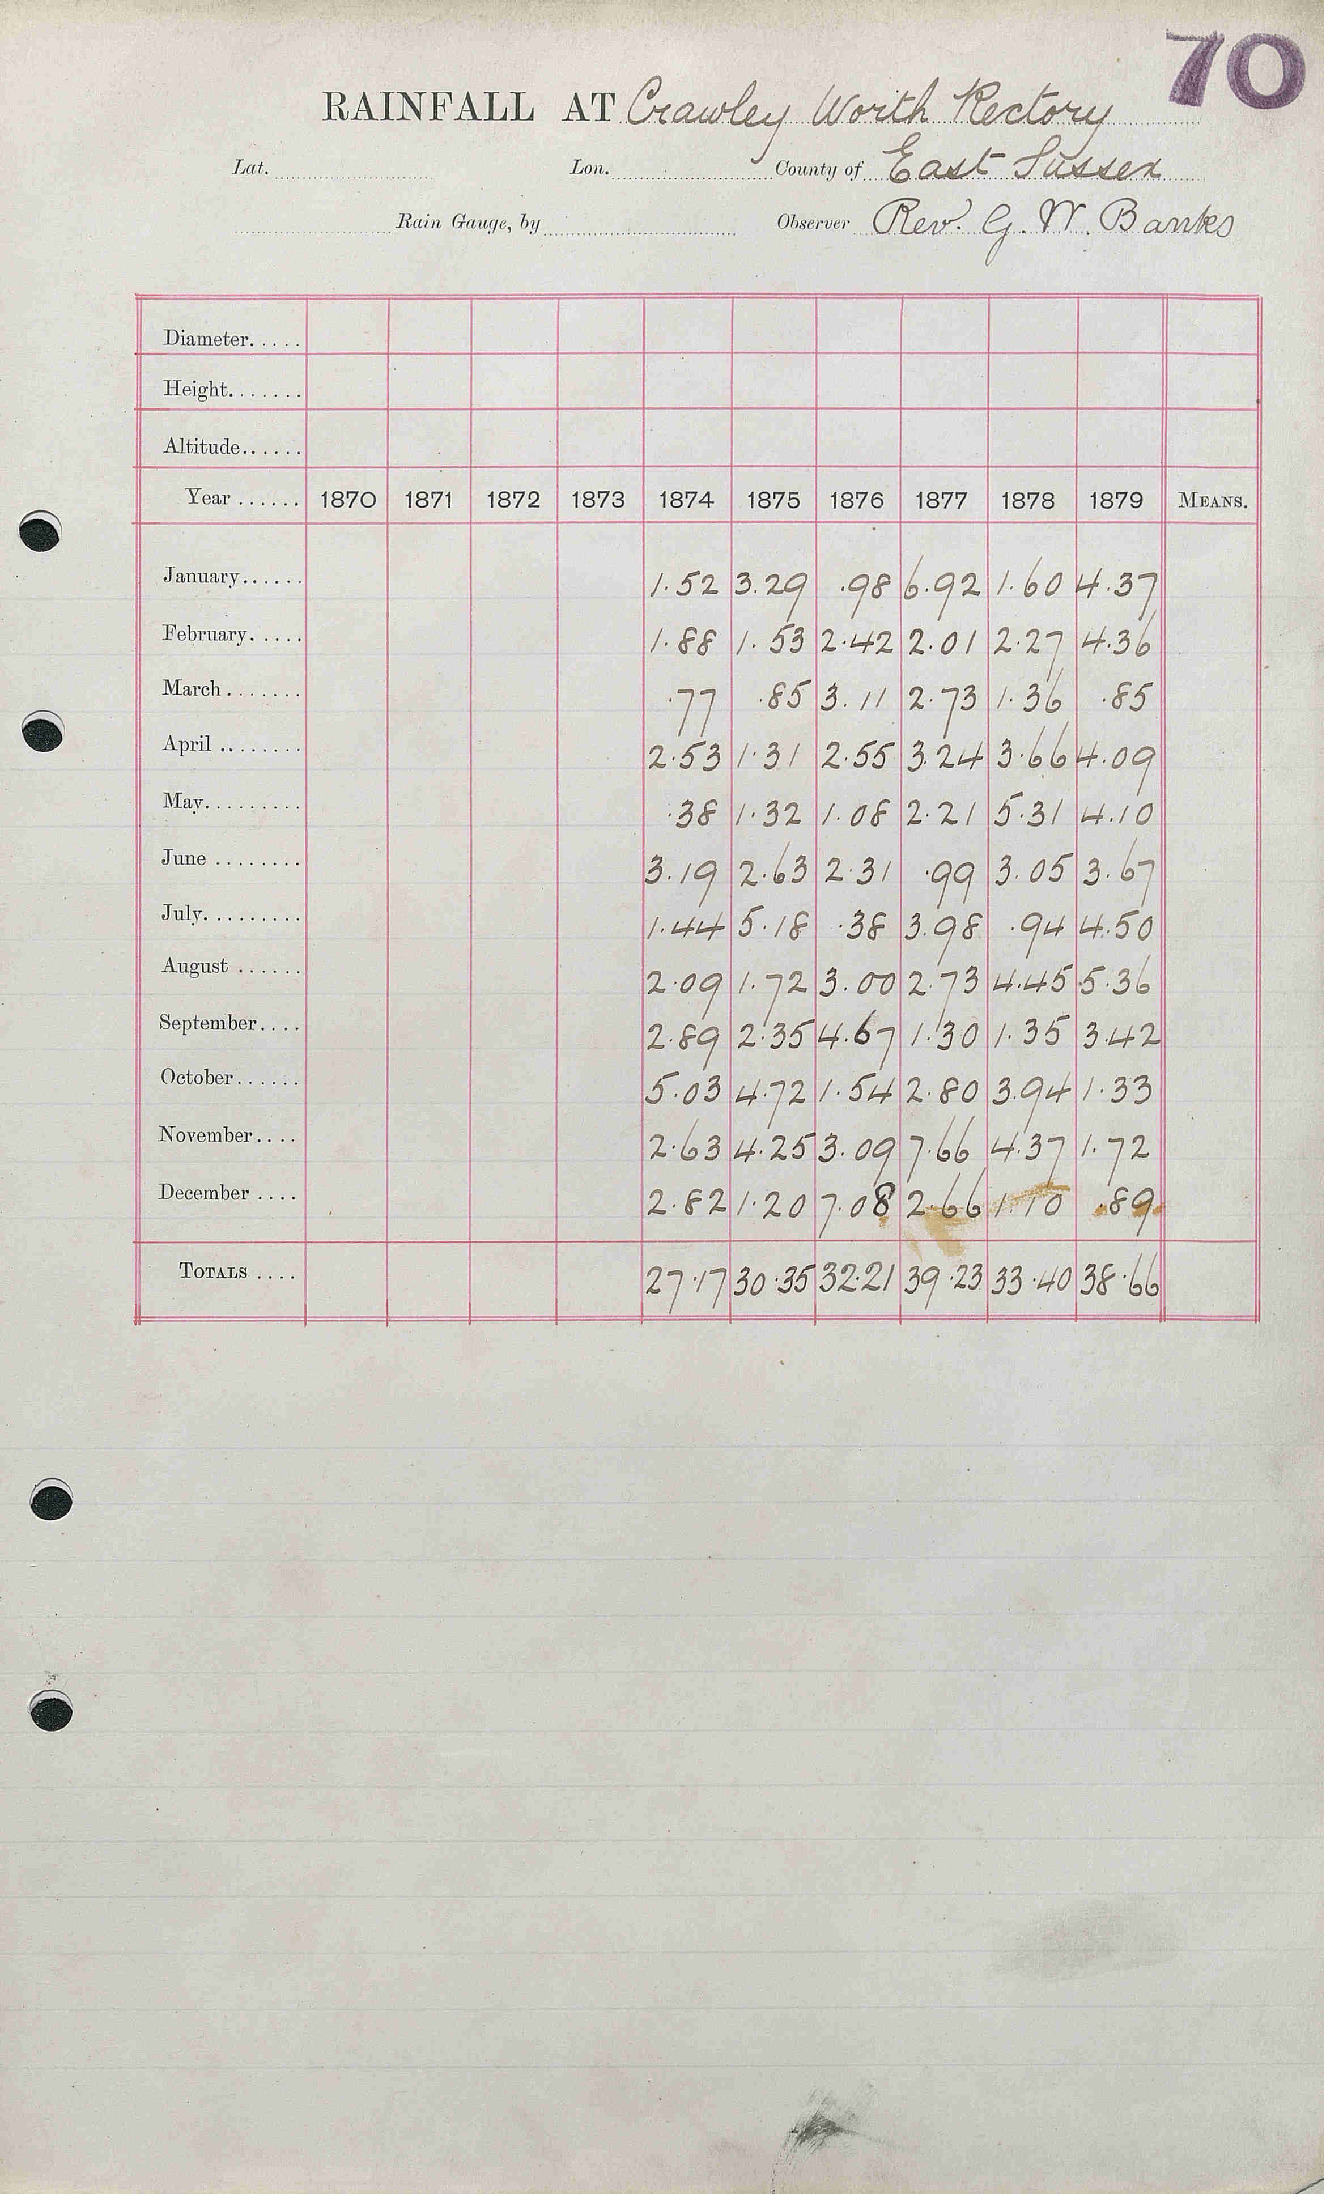 70
RAINFALL AT Crawley Worth Rectory
Lat. Lon. County of East Sussex
Rain Gauge, by Observer Rev. G. W. Banks
Diameter.....
Height.......
Altitude......
Year ...... 1870 1871 1872 1873 1874 1875 1876 1877 1878 1879 MEANS.
January...... 1.52 3.29 .98 6.92 1.60 4.37
February..... 1.88 1.53 2.42 2.01 2.27 4.36
March....... .77 .85 3.11 2.73 1.36 .85
April ........ 2.53 1.31 2.55 3.24 3.66 4.09
May......... .38 1.32 1.08 2.21 5.31 4.10
June ........ 3.19 2.63 2.31 .99 3.05 3.67
July......... 1.44 5.18 .38 3.98 .94 4.50
August ...... 2.09 1.72 3.00 2.73 4.45 5.36
September.... 2.89 2.35 4.67 1.30 1.35 3.42
October...... 5.03 4.72 1.54 2.80 3.94 1.33
November.... 2.63 4.25 3.09 7.66 4.37 1.72
December .... 2.82 1.20 7.08 2.66 1.10 .89
TOTALS .... 27.17 30.35 32.21 39.23 33.40 38.66